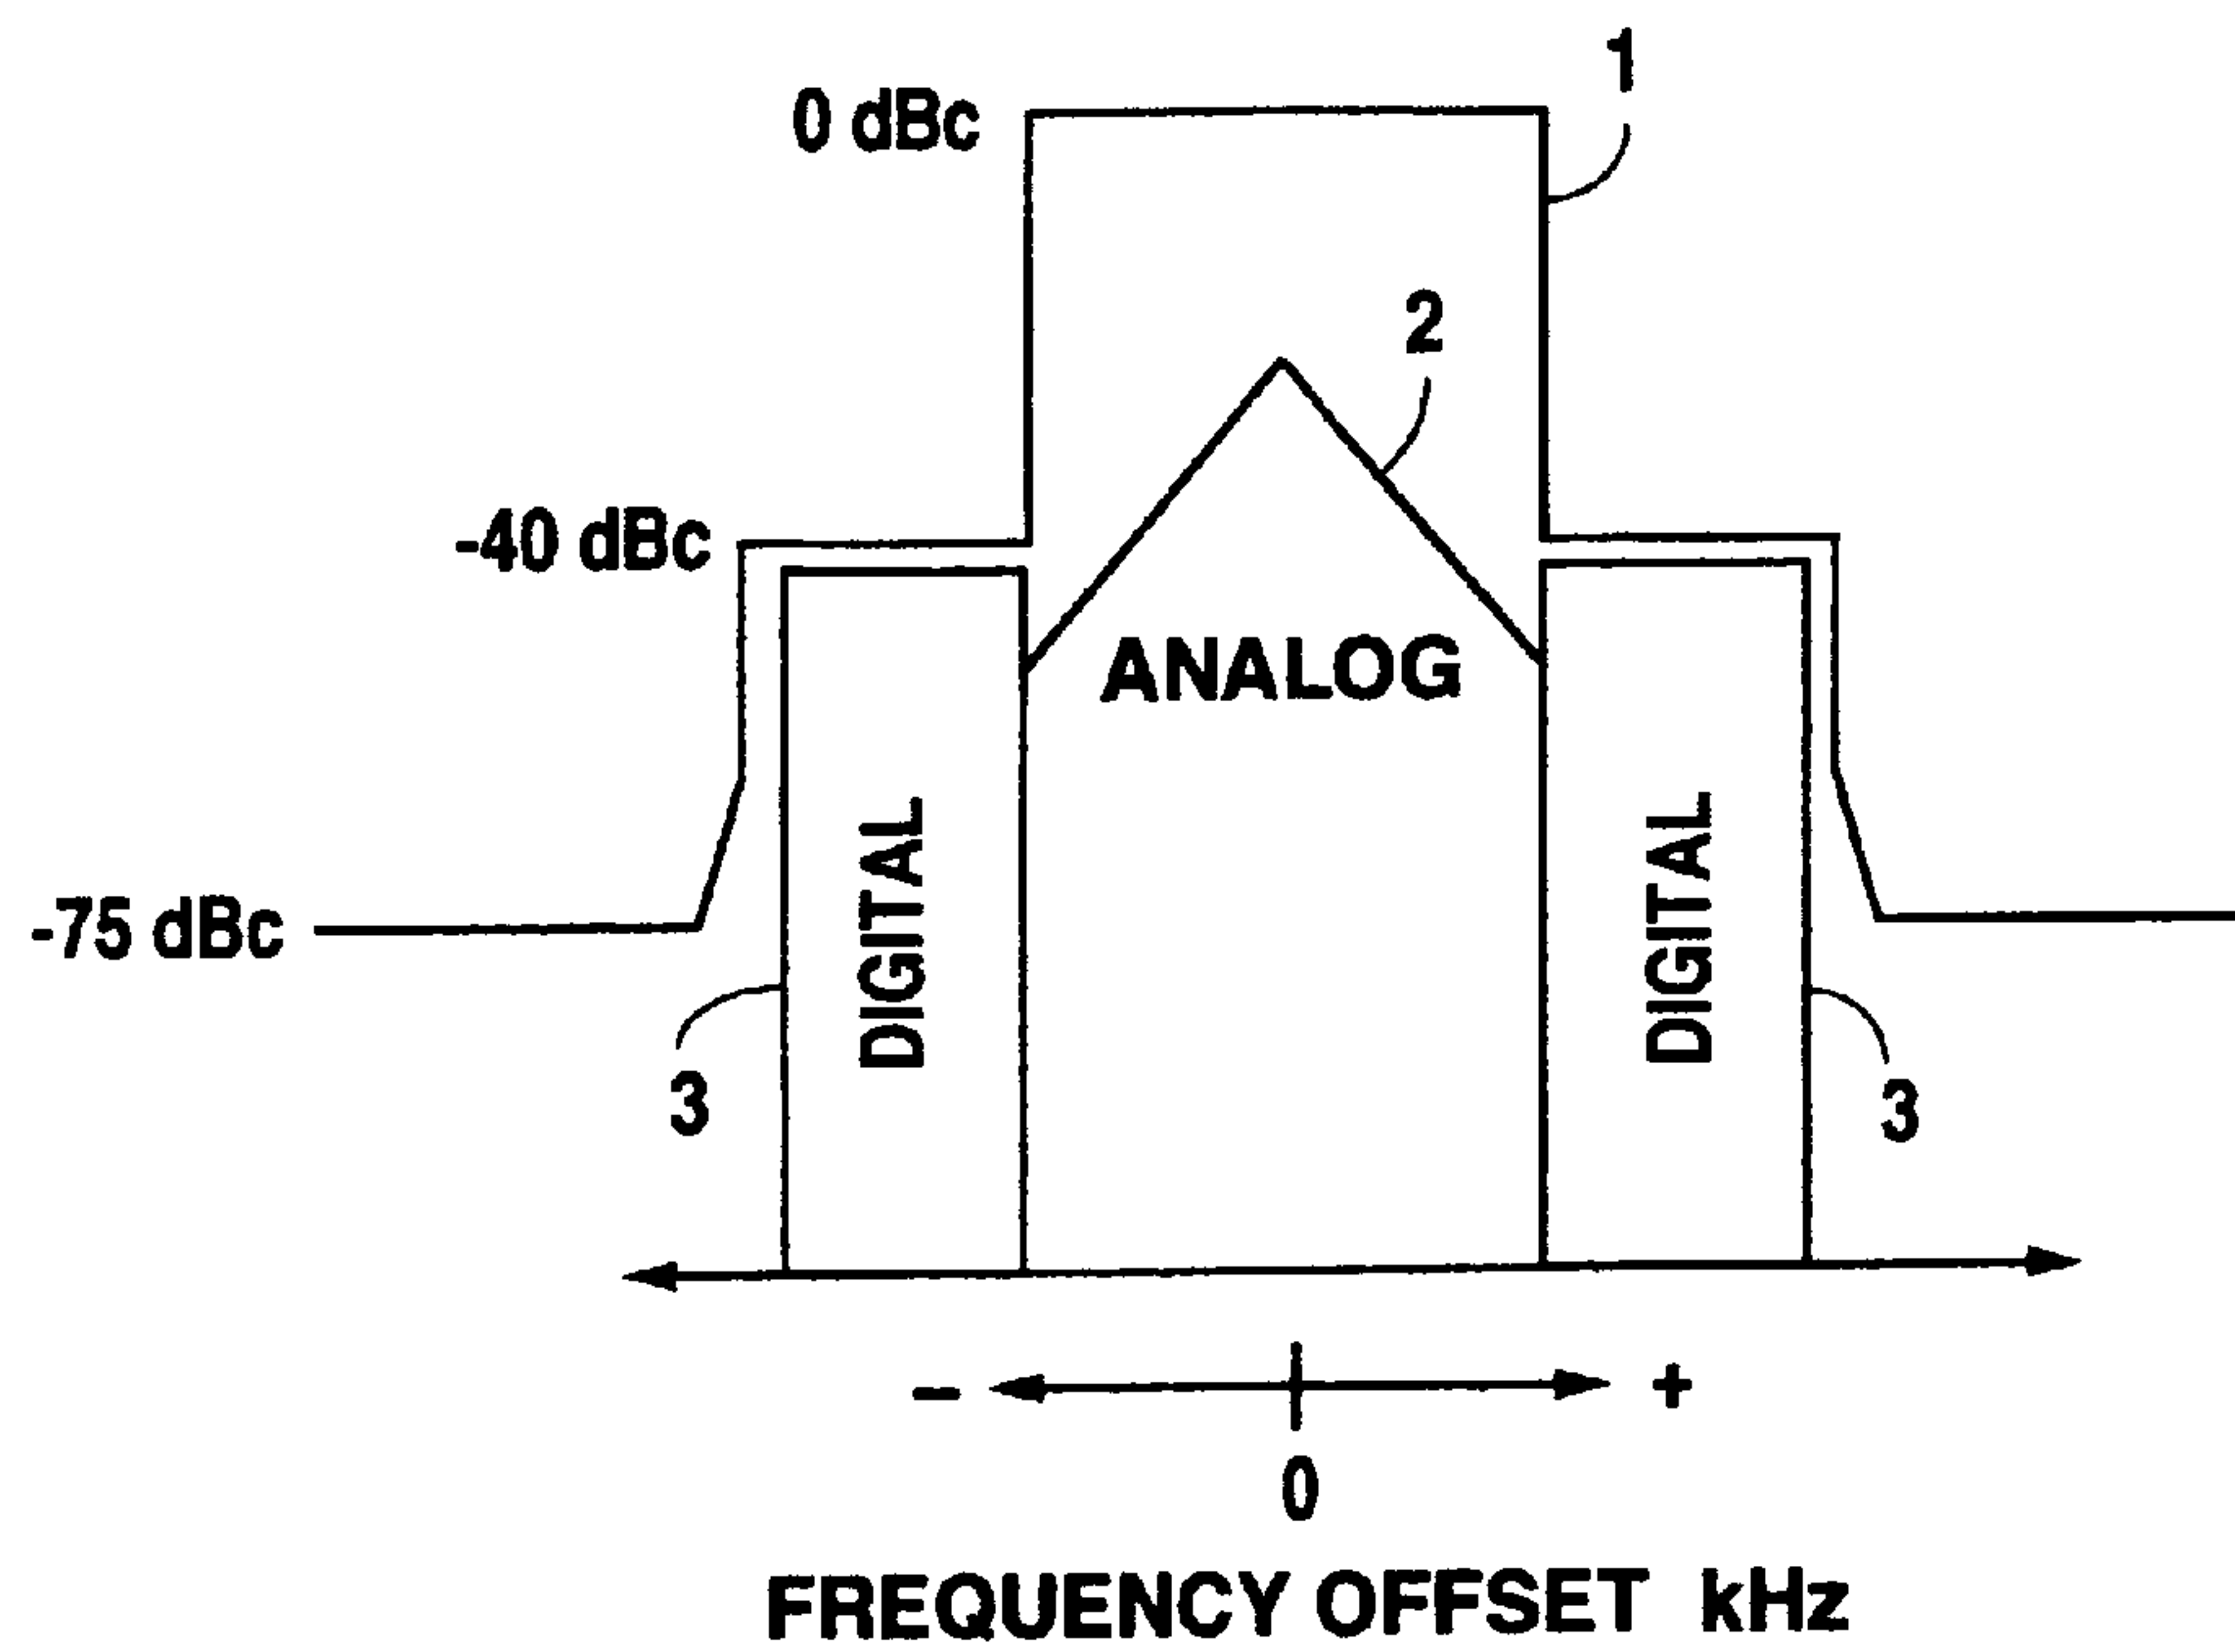 1
0 dBc
2
-40 dBc
ANALOG
DIGITAL
DIGITAL
-75 dBc
3
3
– +
0
FREQUENCY OFFSET kHz